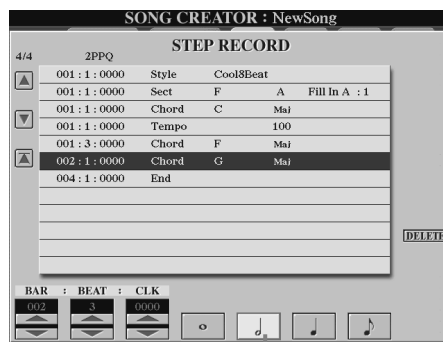 SONG CREATOR : NewSong
STEP RECORD
4/4 2PPQ
001 : 1 : 0000 Style Cool8Beat
001 : 1 : 0000 Sect F A Fill In A : 1
001 : 1 : 0000 Chord C Maj
001 : 1 : 0000 Tempo 100
001 : 3 : 0000 Chord F Maj
002 : 1 : 0000 Chord G Maj
004 : 1 : 0000 End
DELETE
BAR : BEAT : CLK
002 3 0000